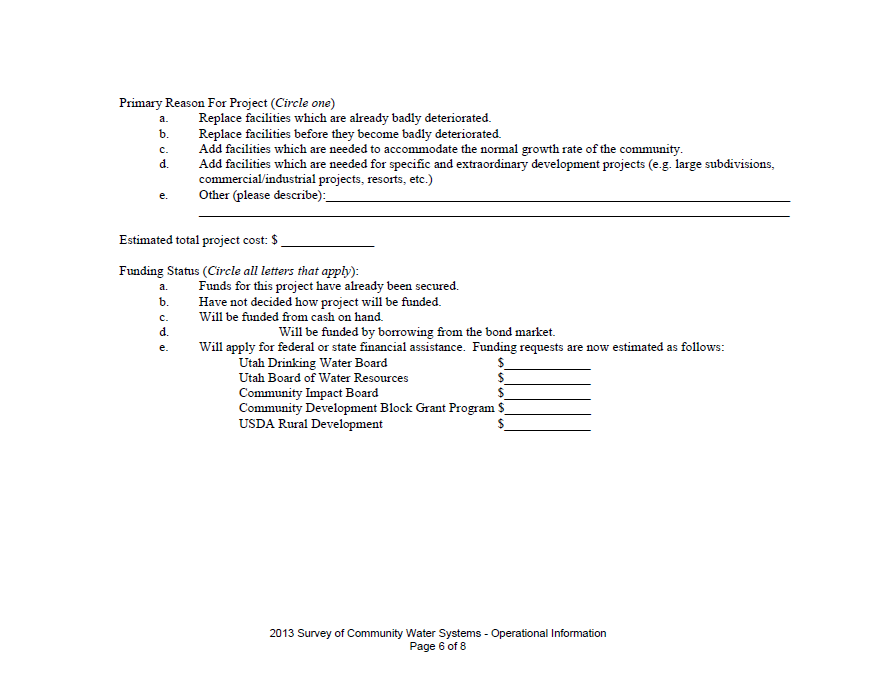 Primary Reason For Project (Circle one)
a. Replace facilities which are already badly deteriorated.
b. Replace facilities before they become badly deteriorated.
c. Add facilities which are needed to accommodate the normal growth rate of the community.
d. Add facilities which are needed for specific and extraordinary development projects (e.g. large subdivisions,
commercial/industrial projects, resorts, etc.)
e. Other (please describe):
Estimated total project cost: $
Funding Status (Circle all letters that apply):
a. Funds for this project have already been secured.
b. Have not decided how project will be funded.
c. Will be funded from cash on hand.
d. Will be funded by borrowing from the bond market.
e. Will apply for federal or state financial assistance. Funding requests are now estimated as follows:
Utah Drinking Water Board $
Utah Board of Water Resources $
Community Impact Board $
Community Development Block Grant Program $
USDA Rural Development $
2013 Survey of Community Water Systems - Operational Information
Page 6 of 8